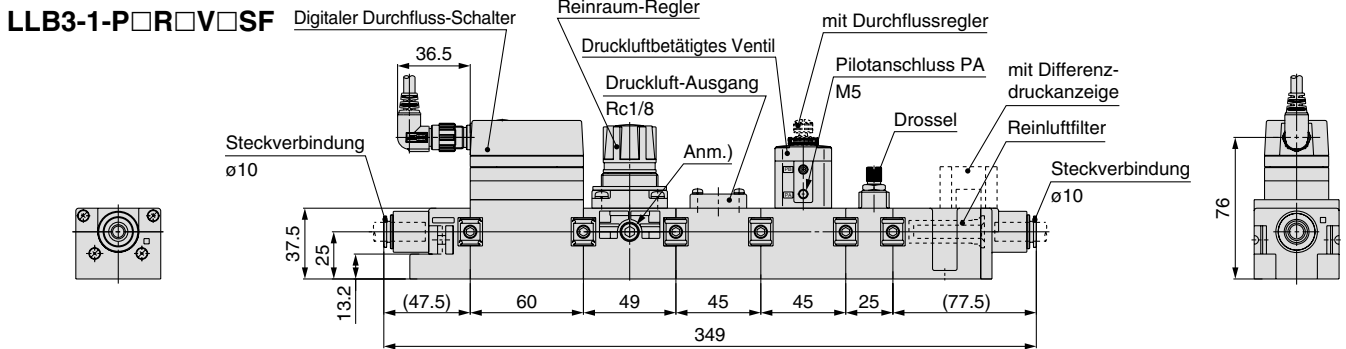 LLB3-1-P□R□V□SF
Digitaler Durchfluss-Schalter
Reinraum-Regler
mit Durchflussregler
Druckluftbetätigtes Ventil
36.5
Pilotanschluss PA
M5
mit Differenz-
druckanzeige
Druckluft-Ausgang
Rc1/8
Drossel
Reinluftfilter
Steckverbindung
ø10
Anm.)
Steckverbindung
ø10
76
37.5
25
13.2
(47.5)
60
49
45
45
25
(77.5)
349